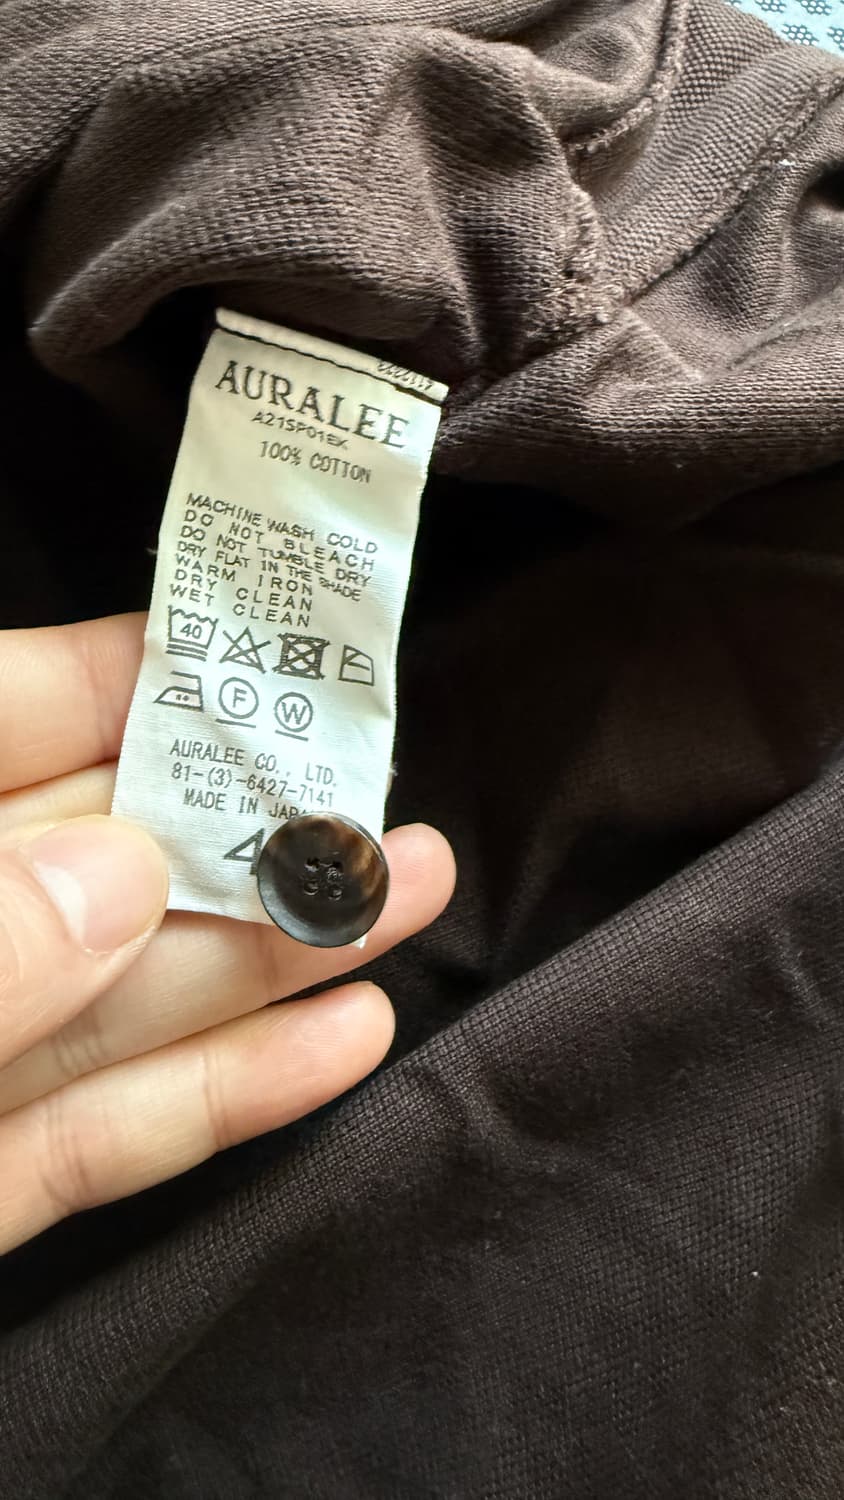 AURALEE
A21SP01EK
100% COTTON
MACHINE WASH COLD
DO NOT BLEACH
DO NOT TUMBLE DRY
DRY FLAT IN THE SHADE
WARM IRON
DRY CLEAN
WET CLEAN
40
F
W
AURALEE CO., LTD.
81-(3)-6427-7141
MADE IN
4